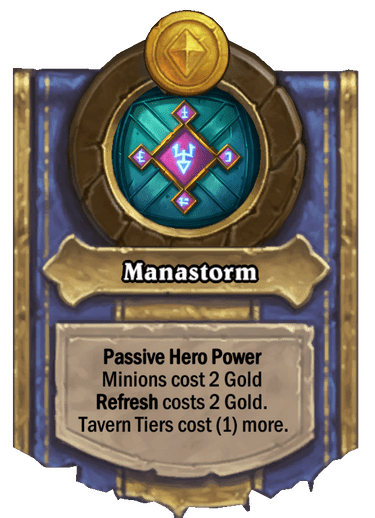 Manastorm
Passive Hero Power
Minions cost 2 Gold
Refresh costs 2 Gold.
Tavern Tiers cost (1) more.